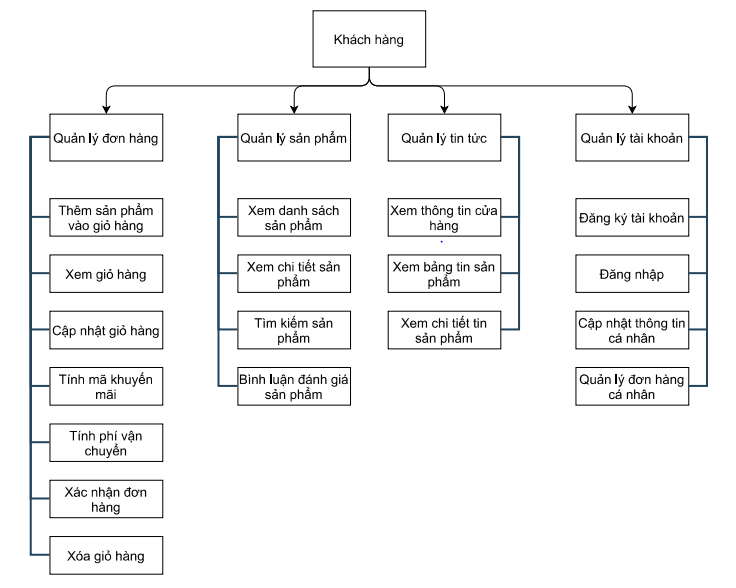 Khách hàng
Quản lý đơn hàng
Quản lý sản phẩm
Quản lý tin tức
Quản lý tài khoản
Thêm sản phẩm
vào giỏ hàng
Xem giỏ hàng
Cập nhật giỏ hàng
Tính mã khuyến
mãi
Tính phí vận
chuyển
Xác nhận đơn
hàng
Xóa giỏ hàng
Xem danh sách
sản phẩm
Xem chi tiết sản
phẩm
Tìm kiếm sản
phẩm
Bình luận đánh giá
sản phẩm
Xem thông tin cửa
hàng
.
Xem bảng tin sản
phẩm
Xem chi tiết tin
sản phẩm
Đăng ký tài khoản
Đăng nhập
Cập nhật thông tin
cá nhân
Quản lý đơn hàng
cá nhân